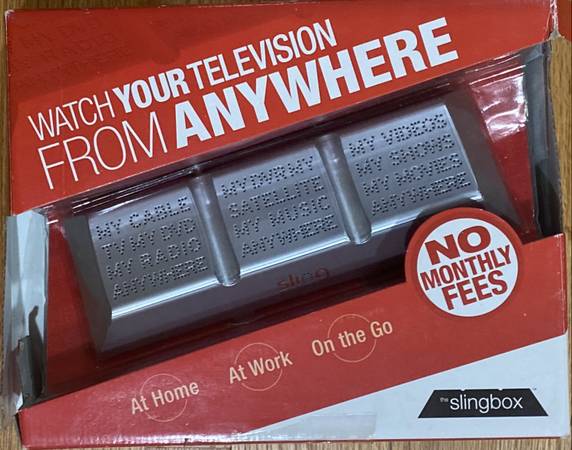 WATCH YOUR TELEVISION
FROM ANYWHERE
MY CABLE
TV MY DVD
MY RADIO
ANYWHERE
MY DVR MY
SATELLITE
MY MUSIC
ANYWHERE
MY VIDEOS
MY SHOWS
MY MOVIES
ANYWHERE
sling
NO
MONTHLY
FEES
At Home
At Work
On the Go
the slingbox